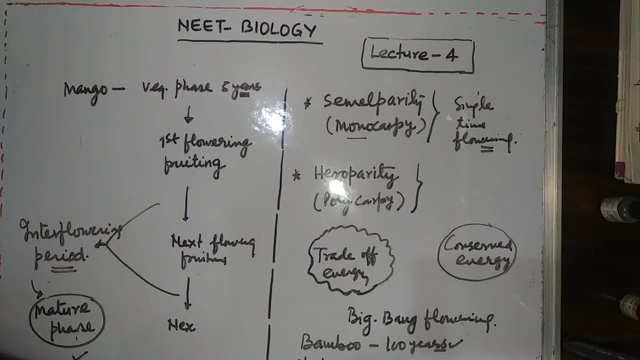 NEET-BIOLOGY
Lecture-4
Mango — veg. phase 5 years
1st flowering
fruiting
Next flowering
fruiting
Nex
Interflowering
period.
Mature
phase
* Semelparity
(Monocarpy)
Single
time
flowering.
* Iteroparity
(Polycarpy)
Trade off
energy
Conserved
energy
Big. Bang flowering.
Bamboo - 100 years